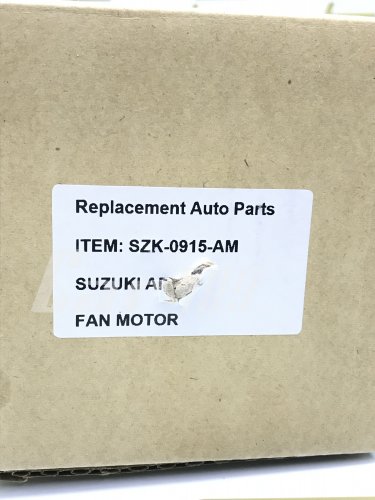 Replacement Auto Parts
ITEM: SZK-0915-AM
SUZUKI
FAN MOTOR